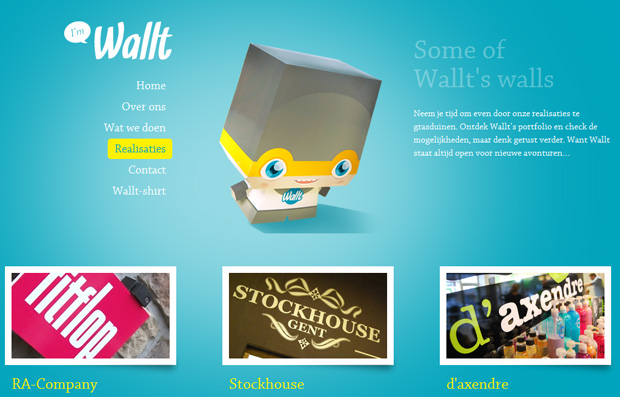 I'm
Wallt
Home
Over ons
Wat we doen
Realisaties
Contact
Wallt-shirt
Some of
Wallt's walls
Neem je tijd om even door onze realisaties te
grasduinen. Ontdek Wallt's portfolio en check de
mogelijkheden, maar denk gerust verder. Want Wallt
staat altijd open voor nieuwe avonturen...
Wallt
fitflop
STOCKHOUSE
GENT
d'axendre
RA-Company
Stockhouse
d'axendre